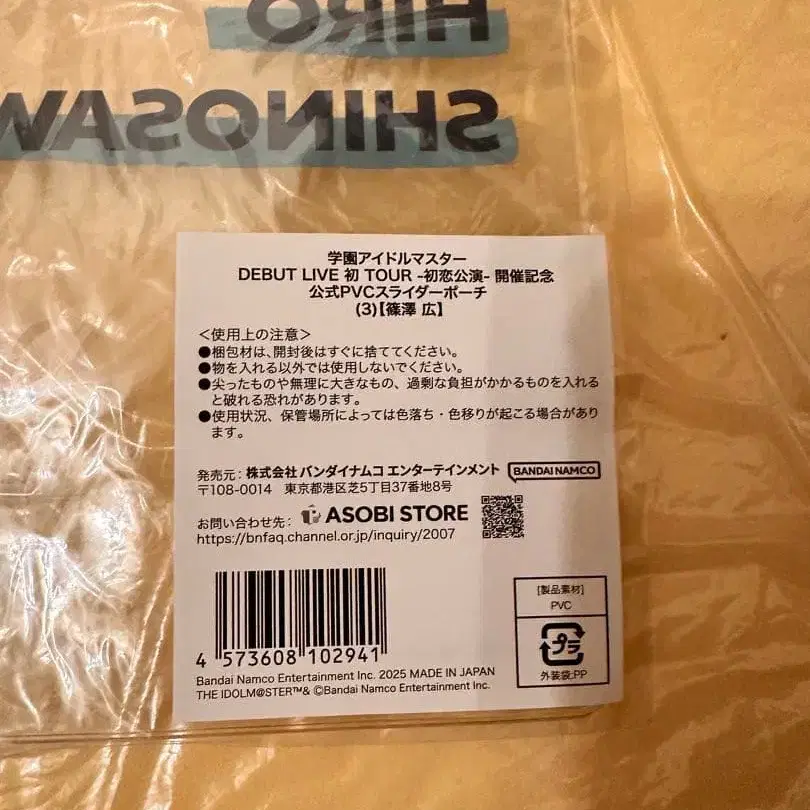 HIRO
SHINOSAW
学園アイドルマスター
DEBUT LIVE 初 TOUR -初恋公演- 開催記念
公式PVCスライダーポーチ
(3)【篠澤 広】
＜使用上の注意＞
●梱包材は、開封後はすぐに捨ててください。
●物を入れる以外では使用しないでください。
●尖ったものや無理に大きなもの、過剰な負担がかかるものを入れる
と破れる恐れがあります。
●使用状況、保管場所によっては色落ち・色移りが起こる場合があり
ます。
発売元：株式会社 バンダイナムコ エンターテインメント BANDAI NAMCO
〒108-0014 東京都港区芝5丁目37番地8号
お問い合わせ先： ASOBI STORE
https://bnfaq.channel.or.jp/inquiry/2007
[製品素材]
PVC
プラ
外装袋:PP
4 573608 102941
Bandai Namco Entertainment Inc. 2025 MADE IN JAPAN
THE IDOLM@STER™& ©Bandai Namco Entertainment Inc.